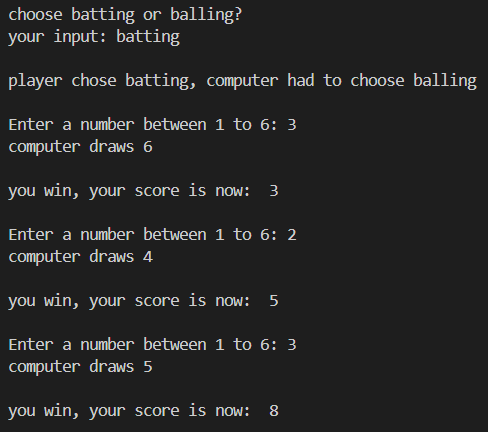 choose batting or balling?
your input: batting
player chose batting, computer had to choose balling
Enter a number between 1 to 6: 3
computer draws 6
you win, your score is now:  3
Enter a number between 1 to 6: 2
computer draws 4
you win, your score is now:  5
Enter a number between 1 to 6: 3
computer draws 5
you win, your score is now:  8